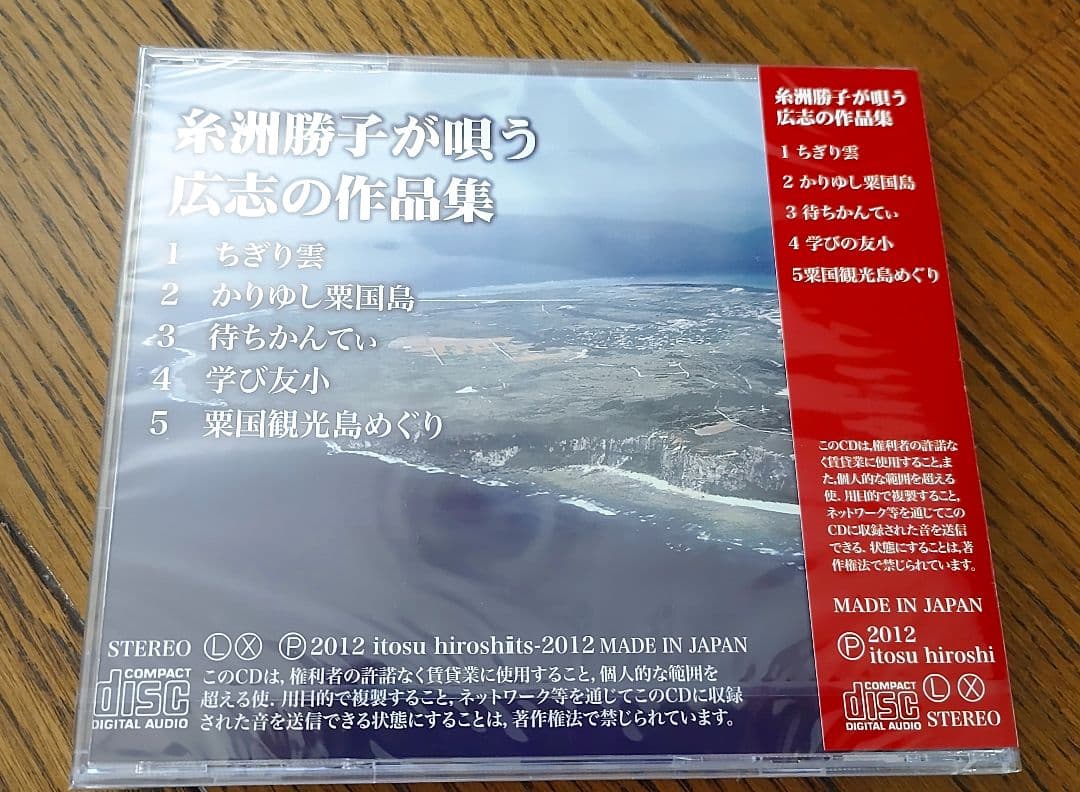 糸洲勝子が唄う
広志の作品集
1 ちぎり雲
2 かりゆし粟国島
3 待ちかんてぃ
4 学び友小
5 粟国観光島めぐり
STEREO Ⓛ Ⓧ Ⓟ2012 itosu hiroshi its-2012 MADE IN JAPAN
COMPACT
disc
DIGITAL AUDIO
このCDは, 権利者の許諾なく賃貸業に使用すること, 個人的な範囲を
超える使. 用目的で複製すること, ネットワーク等を通じてこのCDに収録
された音を送信できる状態にすることは, 著作権法で禁じられています。
糸洲勝子が唄う
広志の作品集
1 ちぎり雲
2 かりゆし粟国島
3 待ちかんてぃ
4 学びの友小
5粟国観光島めぐり
このCDは,権利者の許諾な
く賃貸業に使用すること,ま
た,個人的な範囲を超える
使. 用目的で複製すること,
ネットワーク等を通じてこの
CDに収録された音を送信
できる. 状態にすることは, 著
作権法で禁じられています。
MADE IN JAPAN
Ⓟ 2012
itosu hiroshi
COMPACT
disc
DIGITAL AUDIO
Ⓛ Ⓧ
STEREO